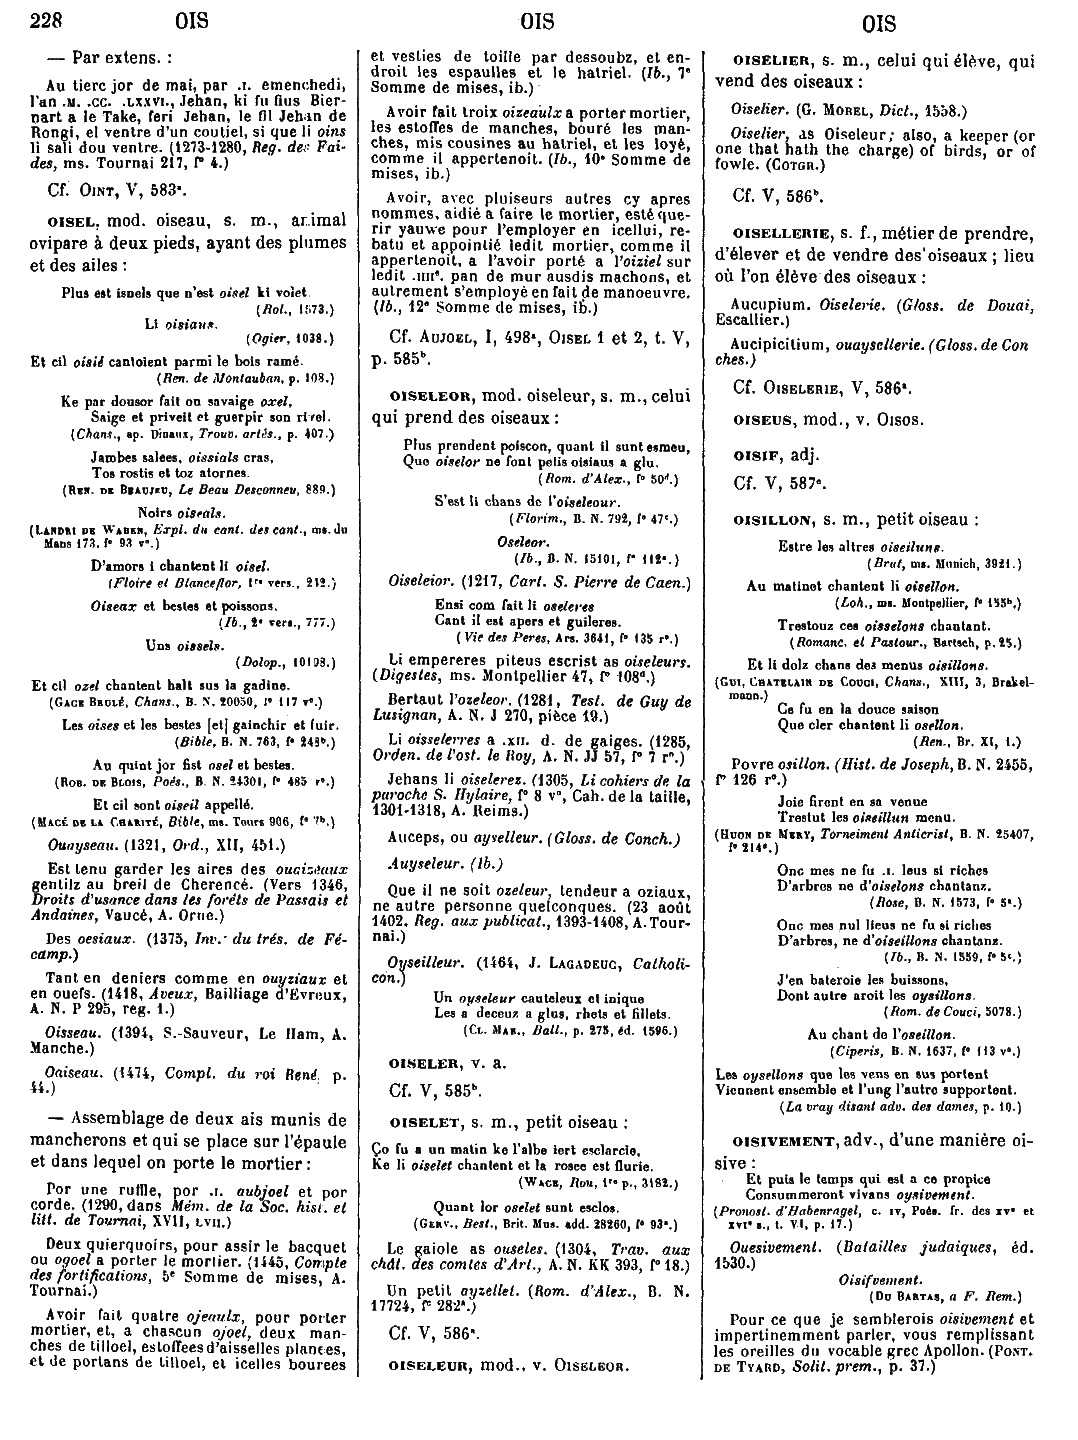 228 OIS OIS OIS
— Par extens. :
Au tierc jor de mai, par .I. emenchedi,
l'an .M. .CC. .LXXVI., Jehan, ki fu fius Bier-
nart a le Take, feri Jehan, le fil Jehan de
Rongi, el ventre d'un coutiel, si que li oins
li sali dou ventre. (1273-1280, Reg. des Fai-
des, ms. Tournai 217, f° 4.)
Cf. OINT, V, 583ᵃ.
OISEL, mod. oiseau, s. m., animal
ovipare à deux pieds, ayant des plumes
et des ailes :
Plus est isnels que n'est oisel ki volet.
(Rol., 1573.)
Li oisiaus.
(Ogier, 1038.)
Et cil oisié cantoient parmi le bois ramé.
(Ren. de Montauban, p. 108.)
Ke par dousor fait on savaige oxel,
Saige et priveit et guerpir son rivel.
(Chans., ap. Dinaux, Trouv. artés., p. 407.)
Jambes salees, oissials cras,
Tos rostis et toz atornes.
(REN. DE BEAUJEU, Le Beau Desconneu, 889.)
Noirs oiseals.
(LANDRI DE WABEN, Expl. du cant. des cant., ms. du
Mans 173, f° 93 v°.)
D'amors i chantent li oisel.
(Floire et Blanceflor, 1ʳᵉ vers., 212.)
Oiseax et bestes et poissons.
(Ib., 2ᵉ vers., 777.)
Uns oissels.
(Dolop., 10198.)
Et cil ozel chantent halt sus la gadine.
(GACE BRULÉ, Chans., B. N. 20050, f° 117 v°.)
Les oises et les bestes [et] gainchir et fuir.
(Bible, B. N. 763, f° 243ᵇ.)
Au quint jor fist osel et bestes.
(ROB. DE BLOIS, Poés., B. N. 24301, f° 485 r°.)
Et cil sont oiseil appellé.
(MACÉ DE LA CHARITÉ, Bible, ms. Tours 906, f° 7ᵇ.)
Ouayseau. (1321, Ord., XII, 451.)
Est tenu garder les aires des ouaiseaux
gentilz au breil de Cherencé. (Vers 1346,
Droits d'usance dans les forêts de Passais et
Andaines, Vaucé, A. Orne.)
Des oesiaux. (1375, Inv. du trés. de Fé-
camp.)
Tant en deniers comme en ouyziaux et
en ouefs. (1418, Aveux, Bailliage d'Evreux,
A. N. P 295, reg. 1.)
Oisseau. (1394, S.-Sauveur, Le Ham, A.
Manche.)
Oaiseau. (1474, Compl. du roi René, p.
44.)
— Assemblage de deux ais munis de
mancherons et qui se place sur l'épaule
et dans lequel on porte le mortier :
Por une ruflle, por .I. aubjoel et por
corde. (1290, dans Mém. de la Soc. hist. et
litt. de Tournai, XVII, LVII.)
Deux quierquoirs, pour assir le bacquet
ou ogoel a porter le mortier. (1445, Compte
des fortifications, 5ᵉ Somme de mises, A.
Tournai.)
Avoir fait quatre ojeaulx, pour porter
mortier, et, a chascun ojoel, deux man-
ches de tilloel, estoffees d'aisselles plances,
et de portans de tilloel, et icelles bourees
et vesties de toille par dessoubz, et en-
droit les espaulles et le hatriel. (Ib., 7ᵉ
Somme de mises, ib.)
Avoir fait troix oizeaulx a porter mortier,
les estoffes de manches, bouré les man-
ches, mis cousines au hatriel, et les loyé,
comme il appertenoit. (Ib., 10ᵉ Somme de
mises, ib.)
Avoir, avec pluiseurs autres cy apres
nommes, aidié a faire le mortier, esté que-
rir yauwe pour l'employer en icellui, re-
batu et appointié ledit mortier, comme il
appertenoit, a l'avoir porté a l'oiziel sur
ledit .IIIIᵉ. pan de mur ausdis machons, et
autrement s'employé en fait de manoeuvre.
(Ib., 12ᵉ Somme de mises, ib.)
Cf. AUJOEL, I, 498ᵃ, OISEL 1 et 2, t. V,
p. 585ᵇ.
OISELEOR, mod. oiseleur, s. m., celui
qui prend des oiseaux :
Plus prendent poiscon, quant il sunt esmeu,
Que oiselor ne font petis oisiaus a glu.
(Rom. d'Alex., f° 50ᵈ.)
S'est li chans de l'oiseleour.
(Florim., B. N. 792, f° 47ᶜ.)
Oseleor.
(Ib., B. N. 15101, f° 112ᵃ.)
Oiseleior. (1217, Cart. S. Pierre de Caen.)
Ensi com fait li oseleres
Cant il est apers et guileres.
(Vie des Peres, Ars. 3641, f° 135 r°.)
Li empereres piteus escrist as oiseleurs.
(Digestes, ms. Montpellier 47, f° 108ᵈ.)
Bertaut l'ozeleor. (1281, Test. de Guy de
Lusignan, A. N. J 270, pièce 19.)
Li oisselerres a .XII. d. de gaiges. (1285,
Orden. de l'ost. le Roy, A. N. JJ 57, f° 7 r°.)
Jehans li oiselerez. (1305, Li cohiers de la
paroche S. Hylaire, f° 8 v°, Cah. de la taille,
1301-1318, A. Reims.)
Auceps, ou ayselleur. (Gloss. de Conch.)
Auyseleur. (Ib.)
Que il ne soit ozeleur, tendeur a oziaux,
ne autre personne quelconques. (23 août
1402, Reg. aux publicat., 1393-1408, A. Tour-
nai.)
Oyseilleur. (1464, J. LAGADEUC, Catholi-
con.)
Un oyseleur cauteleux et inique
Les a deceuz a glus, rhets et fillets.
(CL. MAR., Ball., p. 275, éd. 1596.)
OISELER, v. a.
Cf. V, 585ᵇ.
OISELET, s. m., petit oiseau :
Ço fu a un matin ke l'albe iert esclarcie,
Ke li oiselet chantent et la rosee est flurie.
(WACE, Rou, 1ʳᵉ p., 3182.)
Quant lor oselet sunt esclos.
(GERV., Best., Brit. Mus. add. 28260, f° 93ᵃ.)
Le gaiole as ouseles. (1304, Trav. aux
chât. des comtes d'Art., A. N. KK 393, f° 18.)
Un petit oyzellet. (Rom. d'Alex., B. N.
17724, f° 282ᵃ.)
Cf. V, 586ᵃ.
OISELEUR, mod., v. OISELEOR.
OISELIER, s. m., celui qui élève, qui
vend des oiseaux :
Oiselier. (G. MOREL, Dict., 1558.)
Oiselier, as Oiseleur; also, a keeper (or
one that hath the charge) of birds, or of
fowle. (COTGR.)
Cf. V, 586ᵇ.
OISELLERIE, s. f., métier de prendre,
d'élever et de vendre des oiseaux ; lieu
où l'on élève des oiseaux :
Aucupium. Oiselerie. (Gloss. de Douai,
Escallier.)
Aucipicitium, ouaysellerie. (Gloss. de Con
ches.)
Cf. OISELERIE, V, 586ᵃ.
OISEUS, mod., v. OISOS.
OISIF, adj.
Cf. V, 587ᵃ.
OISILLON, s. m., petit oiseau :
Estre les altres oiseiluns.
(Brut, ms. Munich, 3921.)
Au matinot chantent li oisellon.
(Loh., ms. Montpellier, f° 155ᵇ.)
Trestouz ces oisselons chantant.
(Romanc. et Pastour., Bartsch, p. 25.)
Et li dolz chans des menus oisillons.
(GUI, CHATELAIN DE COUCI, Chans., XIII, 3, Brakel-
mann.)
Ce fu en la douce saison
Que cler chantent li osellon.
(Ren., Br. XI, 1.)
Povre osillon. (Hist. de Joseph, B. N. 2455,
f° 126 r°.)
Joie firent en sa venue
Trestut les oiseillun menu.
(HUON DE MERY, Torneiment Anticrist, B. N. 25407,
f° 214ᵃ.)
Onc mes ne fu .I. leus si riches
D'arbres ne d'oiselons chantanz.
(Rose, B. N. 1573, f° 5ᵃ.)
Onc mes nul lieus ne fu si riches
D'arbres, ne d'oiseillons chantans.
(Ib., B. N. 1559, f° 5ᶜ.)
J'en bateroie les buissons,
Dont autre aroit les oysillons.
(Rom. de Couci, 5078.)
Au chant de l'oseillon.
(Ciperis, B. N. 1637, f° 113 v°.)
Les oysellons que les vens en sus portent
Viennent ensemble et l'ung l'autre supportent.
(La vray disant adv. des dames, p. 10.)
OISIVEMENT, adv., d'une manière oi-
sive :
Et puis le temps qui est a ce propice
Consummeront vivans oysivement.
(Pronost. d'Habenragel, c. IV, Poés. fr. des XVᵉ et
XVIᵉ s., t. VI, p. 17.)
Ouesivement. (Batailles judaiques, éd.
1530.)
Oisifvement.
(DU BARTAS, a F. Rem.)
Pour ce que je semblerois oisivement et
impertinemment parler, vous remplissant
les oreilles du vocable grec Apollon. (PONT.
DE TYARD, Solit. prem., p. 37.)